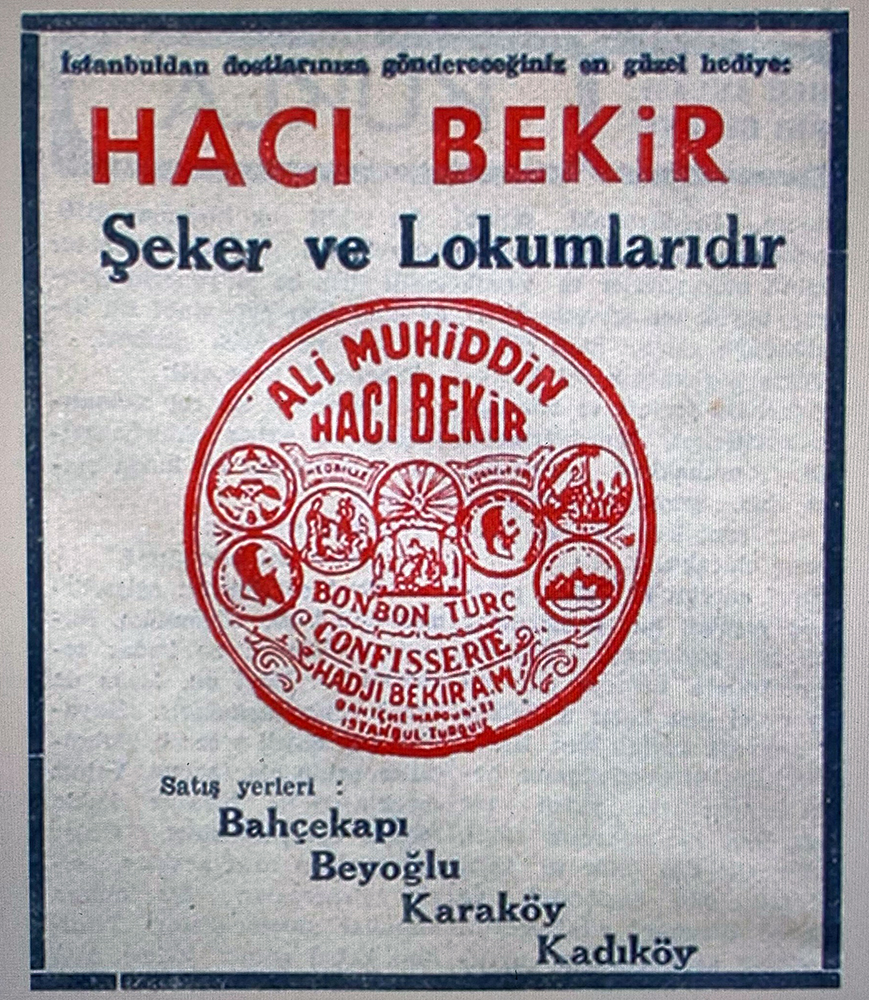 İstanbuldan dostlarınıza göndereceğiniz en güzel hediye:
HACI BEKİR
Şeker ve Lokumlarıdır
ALİ MUHİDDİN
HACI BEKİR
BONBON TURC
CONFISSERIE
HADJI BEKIR A.M.
ISTANBUL-TURQUIE
Satış yerleri :
Bahçekapı
Beyoğlu
Karaköy
Kadıköy